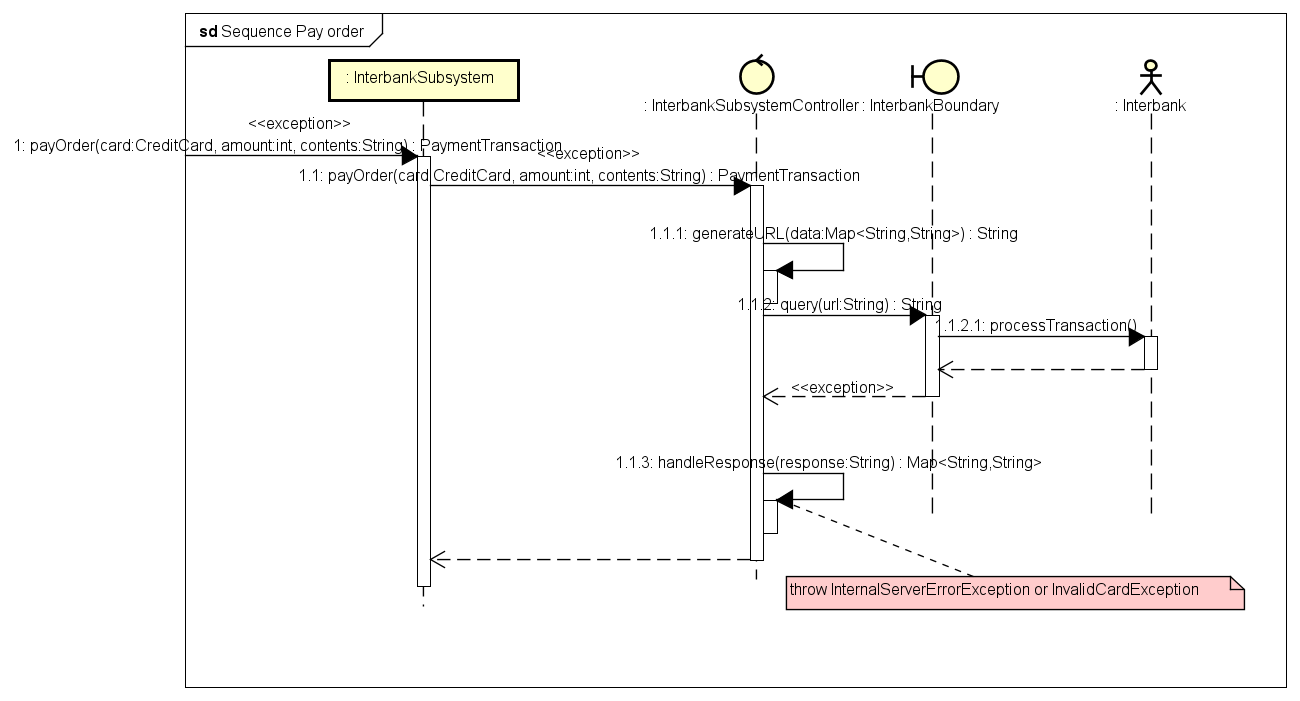 sd Sequence Pay order
: InterbankSubsystem
: InterbankSubsystemController
: InterbankBoundary
: Interbank
<<exception>>
1: payOrder(card:CreditCard, amount:int, contents:String) : PaymentTransaction
<<exception>>
1.1: payOrder(card:CreditCard, amount:int, contents:String) : PaymentTransaction
1.1.1: generateURL(data:Map<String,String>) : String
1.1.2: query(url:String) : String
1.1.2.1: processTransaction()
<<exception>>
1.1.3: handleResponse(response:String) : Map<String,String>
throw InternalServerErrorException or InvalidCardException